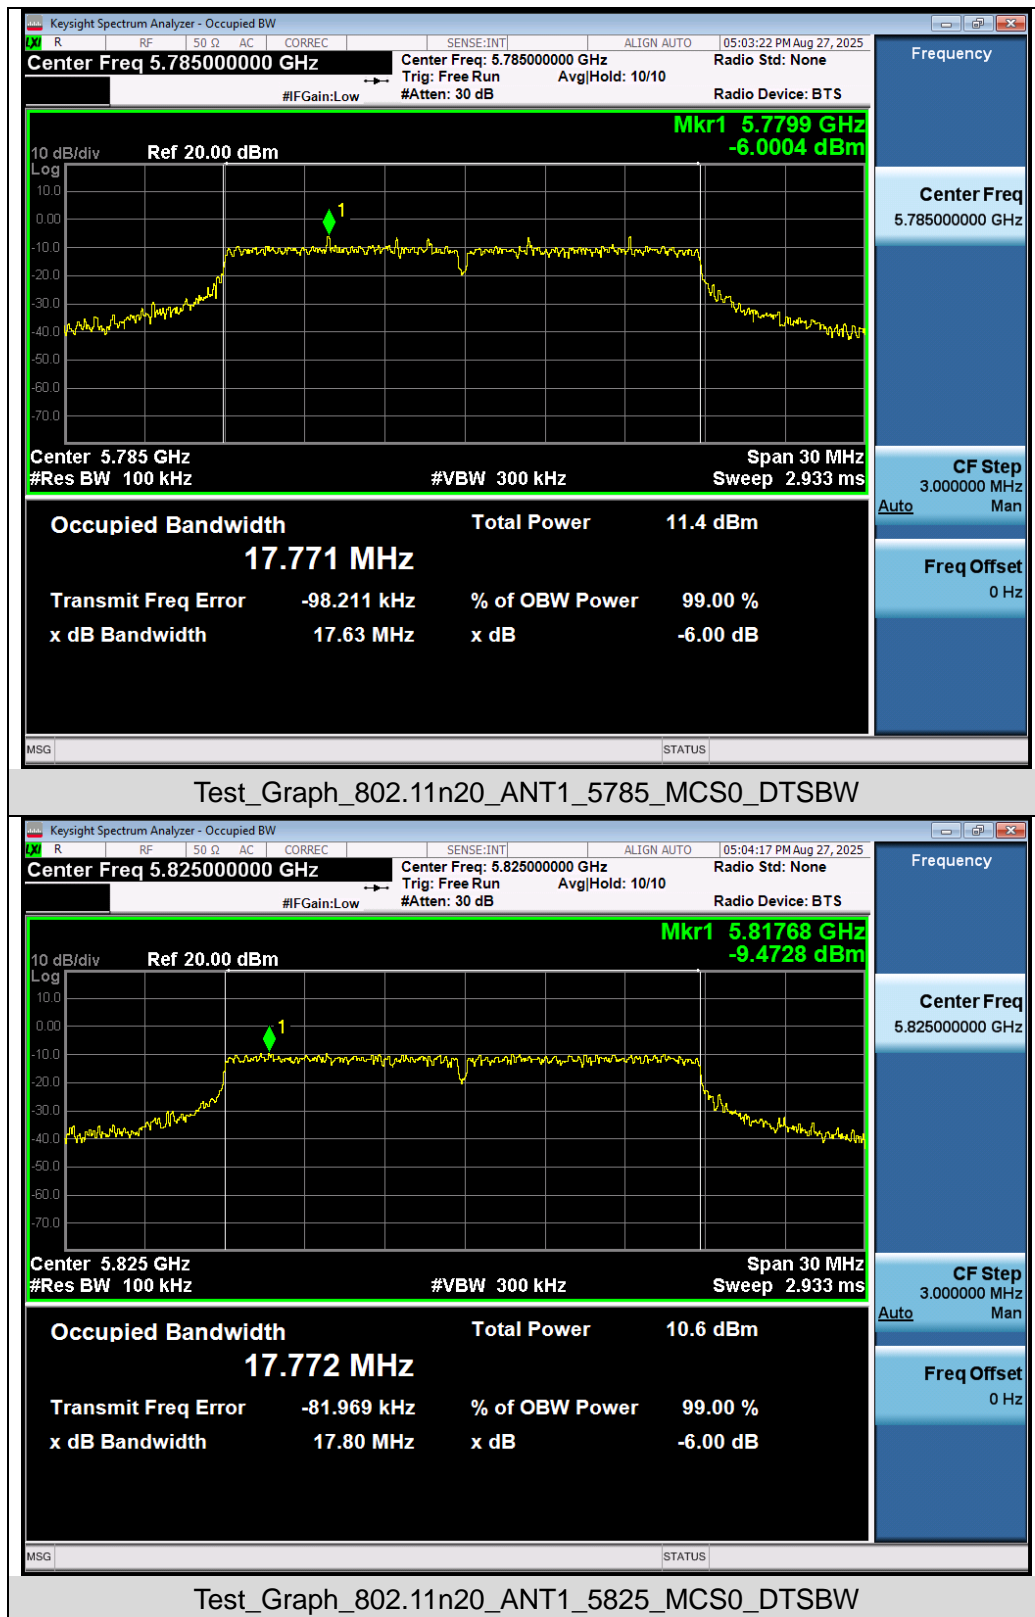 Keysight Spectrum Analyzer - Occupied BW
LXI R RF 50 Ω AC CORREC SENSE:INT ALIGN AUTO 05:03:22 PM Aug 27, 2025
Center Freq 5.785000000 GHz Center Freq: 5.785000000 GHz Radio Std: None
Trig: Free Run Avg|Hold: 10/10
#IFGain:Low #Atten: 30 dB Radio Device: BTS
Frequency
Mkr1 5.7799 GHz
10 dB/div Ref 20.00 dBm -6.0004 dBm
Log
10.0
0.00
1
-10.0
-20.0
-30.0
-40.0
-50.0
-60.0
-70.0
Center 5.785 GHz Span 30 MHz
#Res BW 100 kHz #VBW 300 kHz Sweep 2.933 ms
Center Freq
5.785000000 GHz
CF Step
3.000000 MHz
Auto Man
Freq Offset
0 Hz
Occupied Bandwidth Total Power 11.4 dBm
17.771 MHz
Transmit Freq Error -98.211 kHz % of OBW Power 99.00 %
x dB Bandwidth 17.63 MHz x dB -6.00 dB
MSG STATUS
Test_Graph_802.11n20_ANT1_5785_MCS0_DTSBW
Keysight Spectrum Analyzer - Occupied BW
LXI R RF 50 Ω AC CORREC SENSE:INT ALIGN AUTO 05:04:17 PM Aug 27, 2025
Center Freq 5.825000000 GHz Center Freq: 5.825000000 GHz Radio Std: None
Trig: Free Run Avg|Hold: 10/10
#IFGain:Low #Atten: 30 dB Radio Device: BTS
Frequency
Mkr1 5.81768 GHz
10 dB/div Ref 20.00 dBm -9.4728 dBm
Log
10.0
0.00
1
-10.0
-20.0
-30.0
-40.0
-50.0
-60.0
-70.0
Center 5.825 GHz Span 30 MHz
#Res BW 100 kHz #VBW 300 kHz Sweep 2.933 ms
Center Freq
5.825000000 GHz
CF Step
3.000000 MHz
Auto Man
Freq Offset
0 Hz
Occupied Bandwidth Total Power 10.6 dBm
17.772 MHz
Transmit Freq Error -81.969 kHz % of OBW Power 99.00 %
x dB Bandwidth 17.80 MHz x dB -6.00 dB
MSG STATUS
Test_Graph_802.11n20_ANT1_5825_MCS0_DTSBW